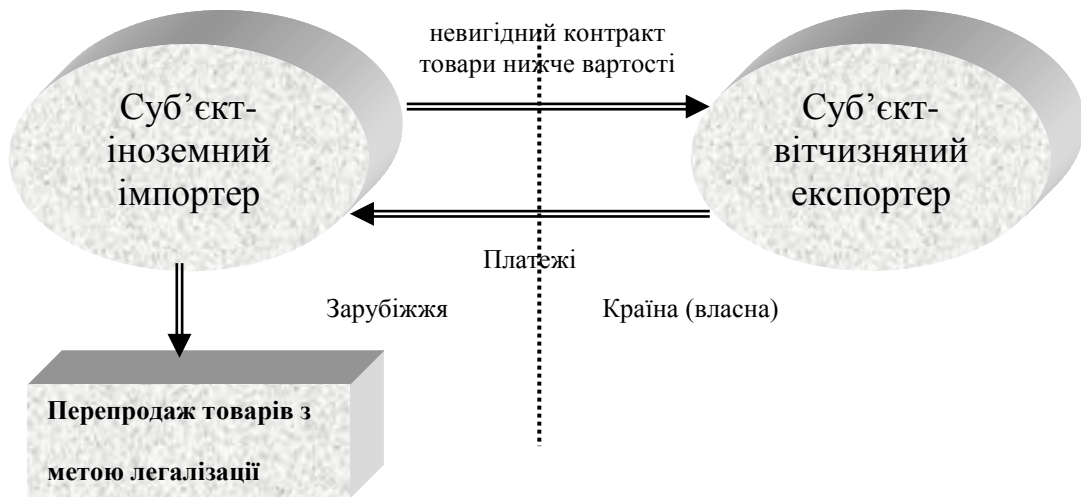 невигідний контракт
товари нижче вартості
Суб’єкт-
іноземний
імпортер
Суб’єкт-
вітчизняний
експортер
Платежі
Зарубіжжя
Країна (власна)
Перепродаж товарів з
метою легалізації